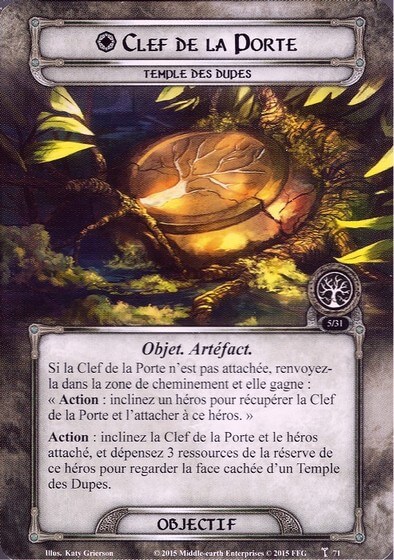 Clef de la Porte
Temple des Dupes
5/31
Objet. Artéfact.
Si la Clef de la Porte n'est pas attachée, renvoyez-
la dans la zone de cheminement et elle gagne :
« Action : inclinez un héros pour récupérer la Clef
de la Porte et l'attacher à ce héros. »
Action : inclinez la Clef de la Porte et le héros
attaché, et dépensez 3 ressources de la réserve de
ce héros pour regarder la face cachée d'un Temple
des Dupes.
Objectif
Illus. Katy Grierson © 2015 Middle-earth Enterprises © 2015 FFG 71